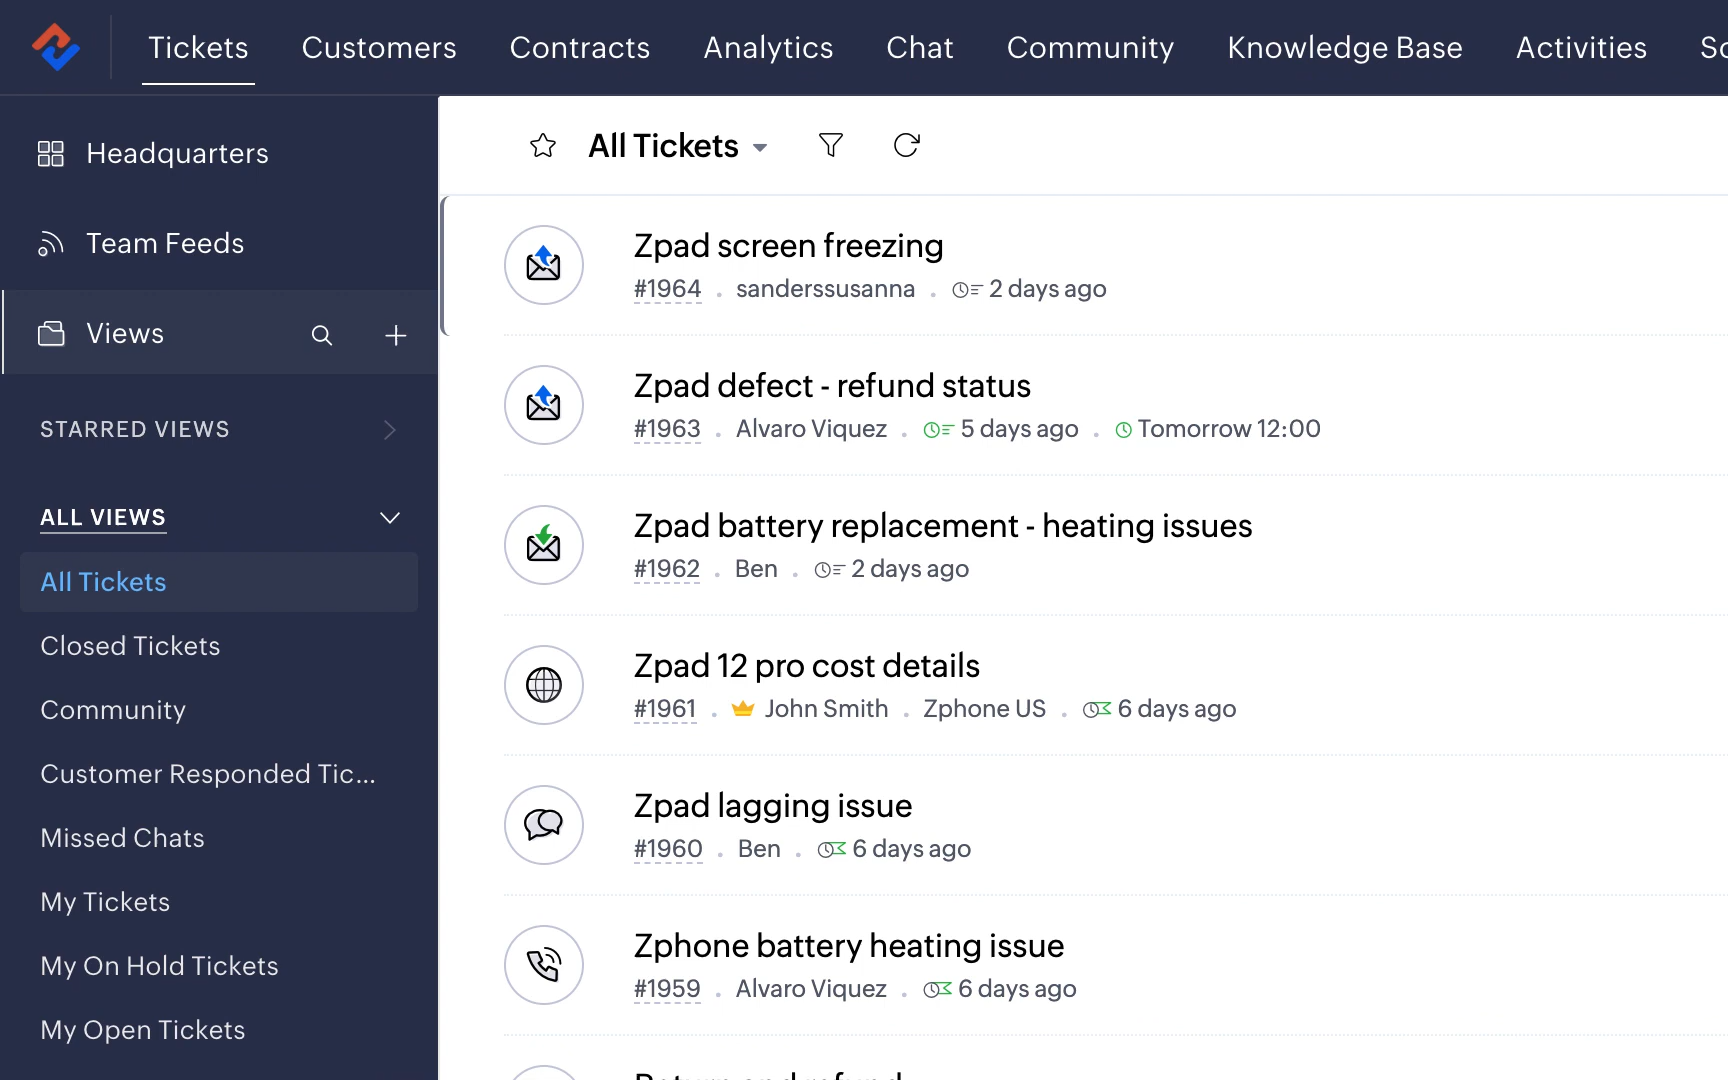 Tickets Customers Contracts Analytics Chat Community Knowledge Base Activities
Headquarters
Team Feeds
Views
STARRED VIEWS
ALL VIEWS
All Tickets
Closed Tickets
Community
Customer Responded Tic...
Missed Chats
My Tickets
My On Hold Tickets
My Open Tickets
All Tickets
Zpad screen freezing
#1964 . sanderssusanna . 2 days ago
Zpad defect - refund status
#1963 . Alvaro Viquez . 5 days ago . Tomorrow 12:00
Zpad battery replacement - heating issues
#1962 . Ben . 2 days ago
Zpad 12 pro cost details
#1961 . John Smith . Zphone US . 6 days ago
Zpad lagging issue
#1960 . Ben . 6 days ago
Zphone battery heating issue
#1959 . Alvaro Viquez . 6 days ago
Return and refund